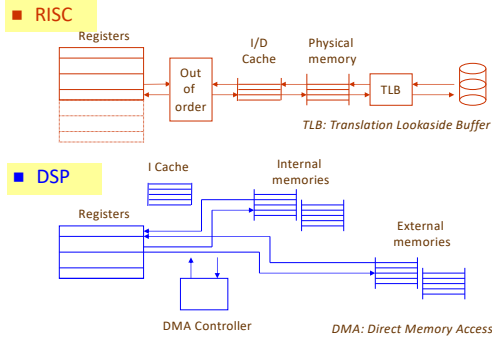 RISC
Registers
Out
of
order
I/D
Cache
Physical
memory
TLB
TLB: Translation Lookaside Buffer
DSP
I Cache
Internal
memories
Registers
External
memories
DMA Controller
DMA: Direct Memory Access